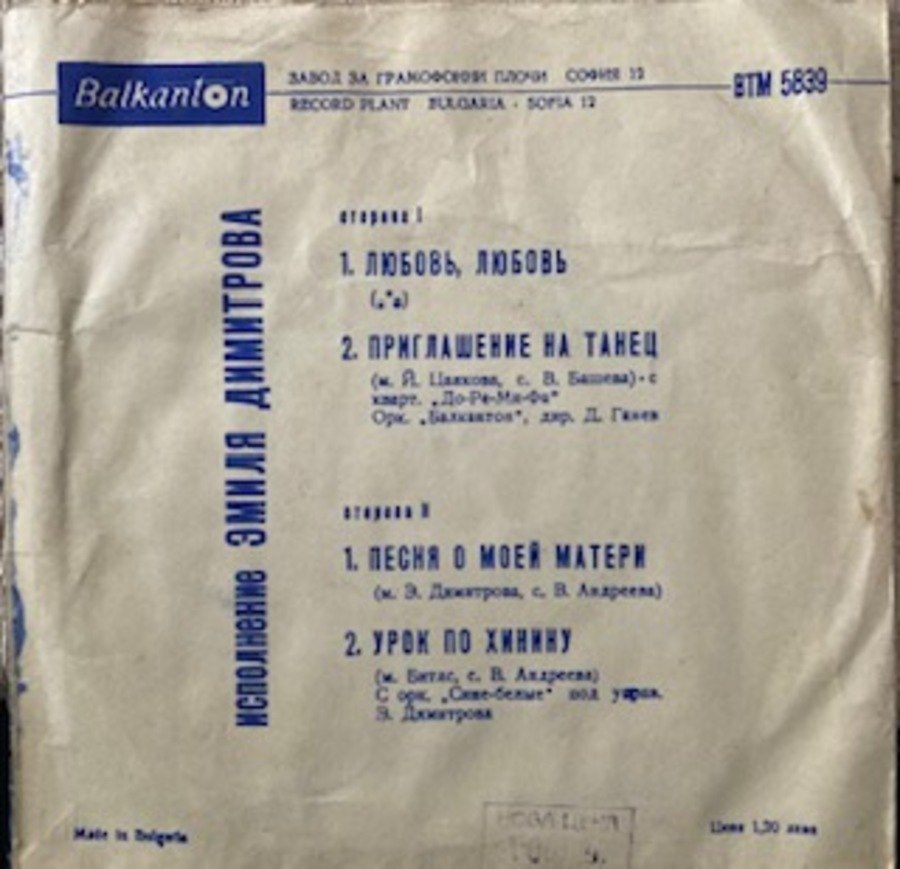 Balkanton
ЗАВОД ЗА ГРАМОФОННИ ПЛОЧИ СОФИЯ 12
RECORD PLANT BULGARIA - SOFIA 12
ВТМ 5839
исполнение ЭМИЛЯ ДИМИТРОВА
сторона I
1. ЛЮБОВЬ, ЛЮБОВЬ
(„*„)
2. ПРИГЛАШЕНИЕ НА ТАНЕЦ
(м. Й. Цанкова, с. В. Башева) - с
кварт. „До-Ре-Ми-Фа"
Орк. „Балкантон", дир. Д. Ганев
сторона II
1. ПЕСНЯ О МОЕЙ МАТЕРИ
(м. Э. Димитрова, с. В. Андреева)
2. УРОК ПО ХИНИНУ
(м. Битас, с. В. Андреева)
С орк. „Сине-белые" под управ.
Э. Димитрова
Made in Bulgaria
НОВА ЦЕНА
Цена 1,20 лева